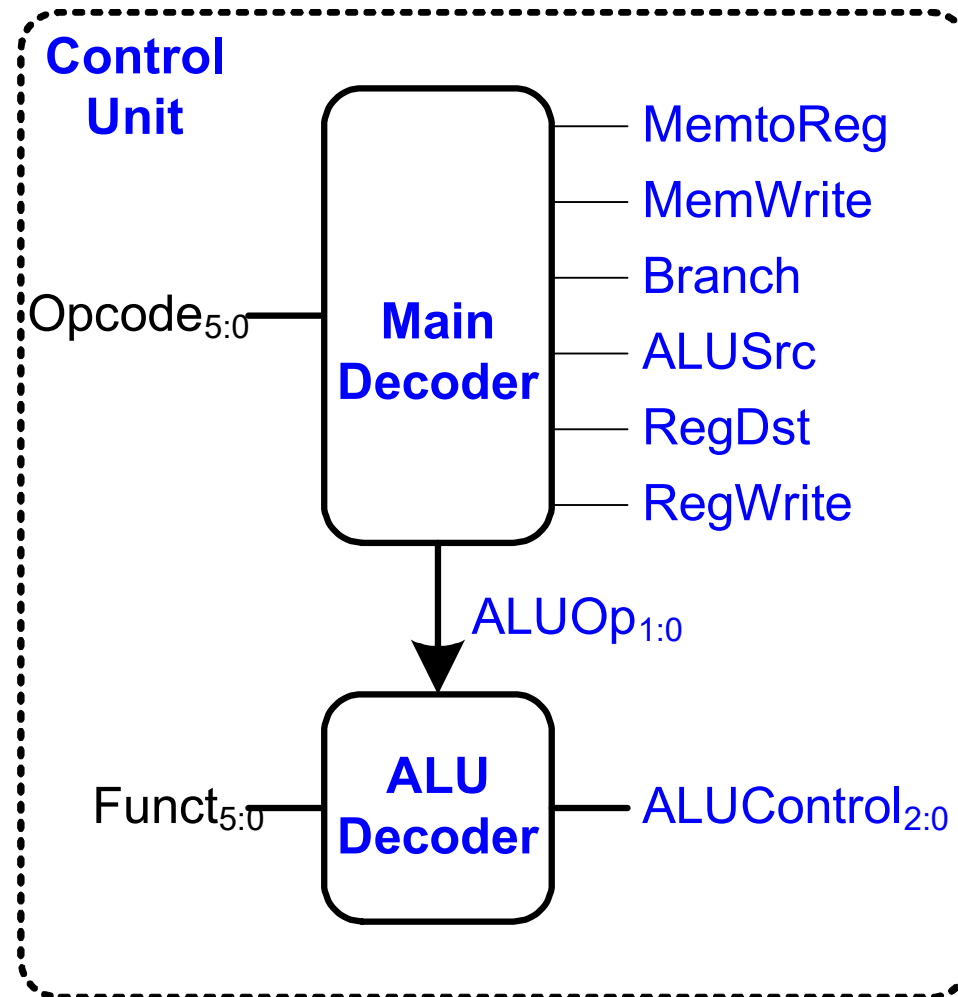 Control
Unit
MemtoReg
MemWrite
Branch
Opcode5:0
Main
Decoder
ALUSrc
RegDst
RegWrite
ALUOp1:0
ALU
Decoder
Funct5:0
ALUControl2:0